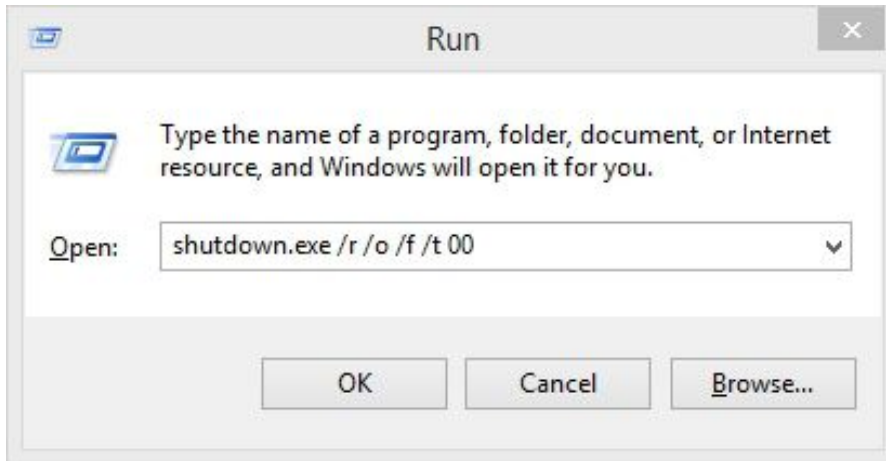 Run
Type the name of a program, folder, document, or Internet
resource, and Windows will open it for you.
Open: shutdown.exe /r /o /f /t 00
OK Cancel Browse...